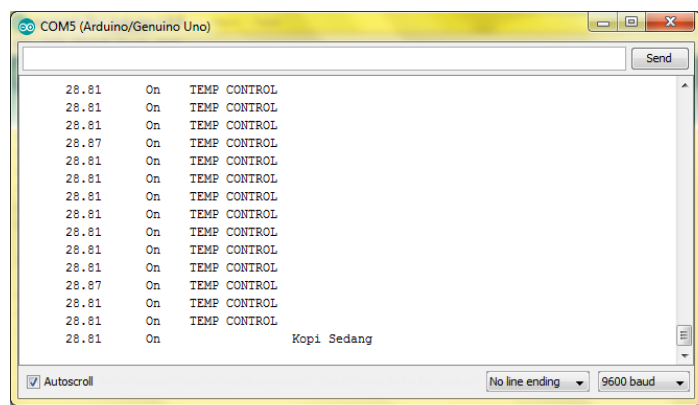 COM5 (Arduino/Genuino Uno)
Send
28.81 On TEMP CONTROL
28.81 On TEMP CONTROL
28.81 On TEMP CONTROL
28.87 On TEMP CONTROL
28.81 On TEMP CONTROL
28.81 On TEMP CONTROL
28.81 On TEMP CONTROL
28.81 On TEMP CONTROL
28.81 On TEMP CONTROL
28.81 On TEMP CONTROL
28.81 On TEMP CONTROL
28.87 On TEMP CONTROL
28.81 On TEMP CONTROL
28.81 On TEMP CONTROL
28.81 On Kopi Sedang
Autoscroll No line ending 9600 baud